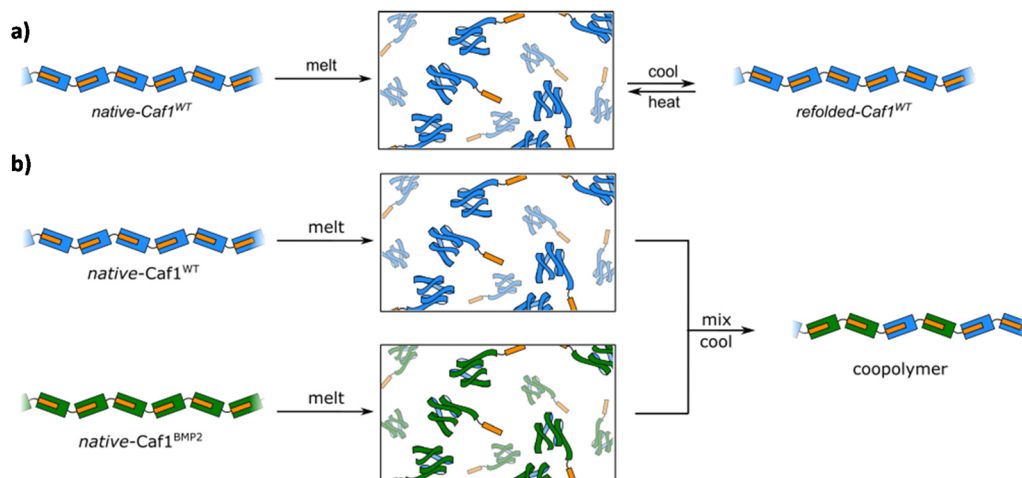 a)
native-Caf1WT
melt
cool
heat
refolded-Caf1WT
b)
native-Caf1WT
melt
native-Caf1BMP2
melt
mix
cool
coopolymer